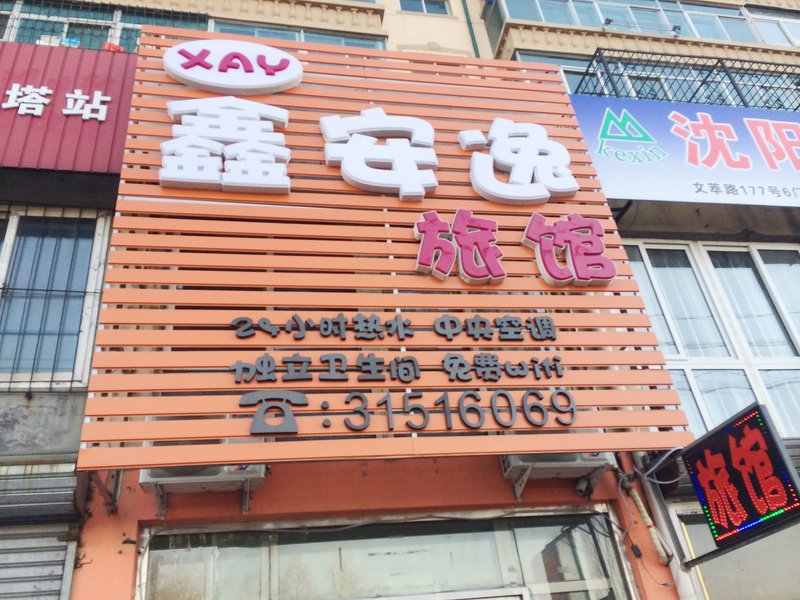 塔站
XAY
鑫安逸
旅馆
24小时热水 中央空调
独立卫生间 免费wifi
:31516069
kexin
沈阳
文萃路177号6门
旅馆